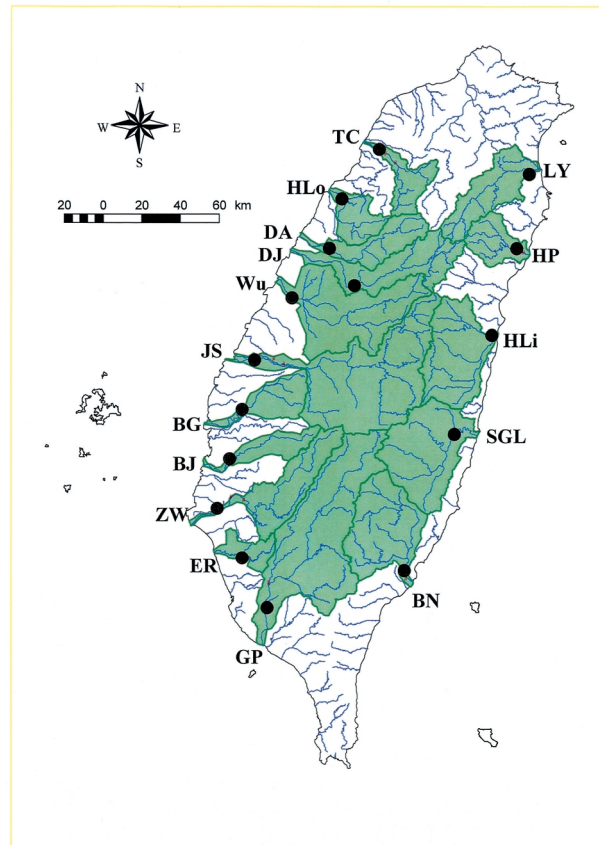 N
W E
S
TC
LY
HLo
20 0 20 40 60 km
DA
DJ
HP
Wu
HLi
JS
BG
SGL
BJ
ZW
ER
BN
GP